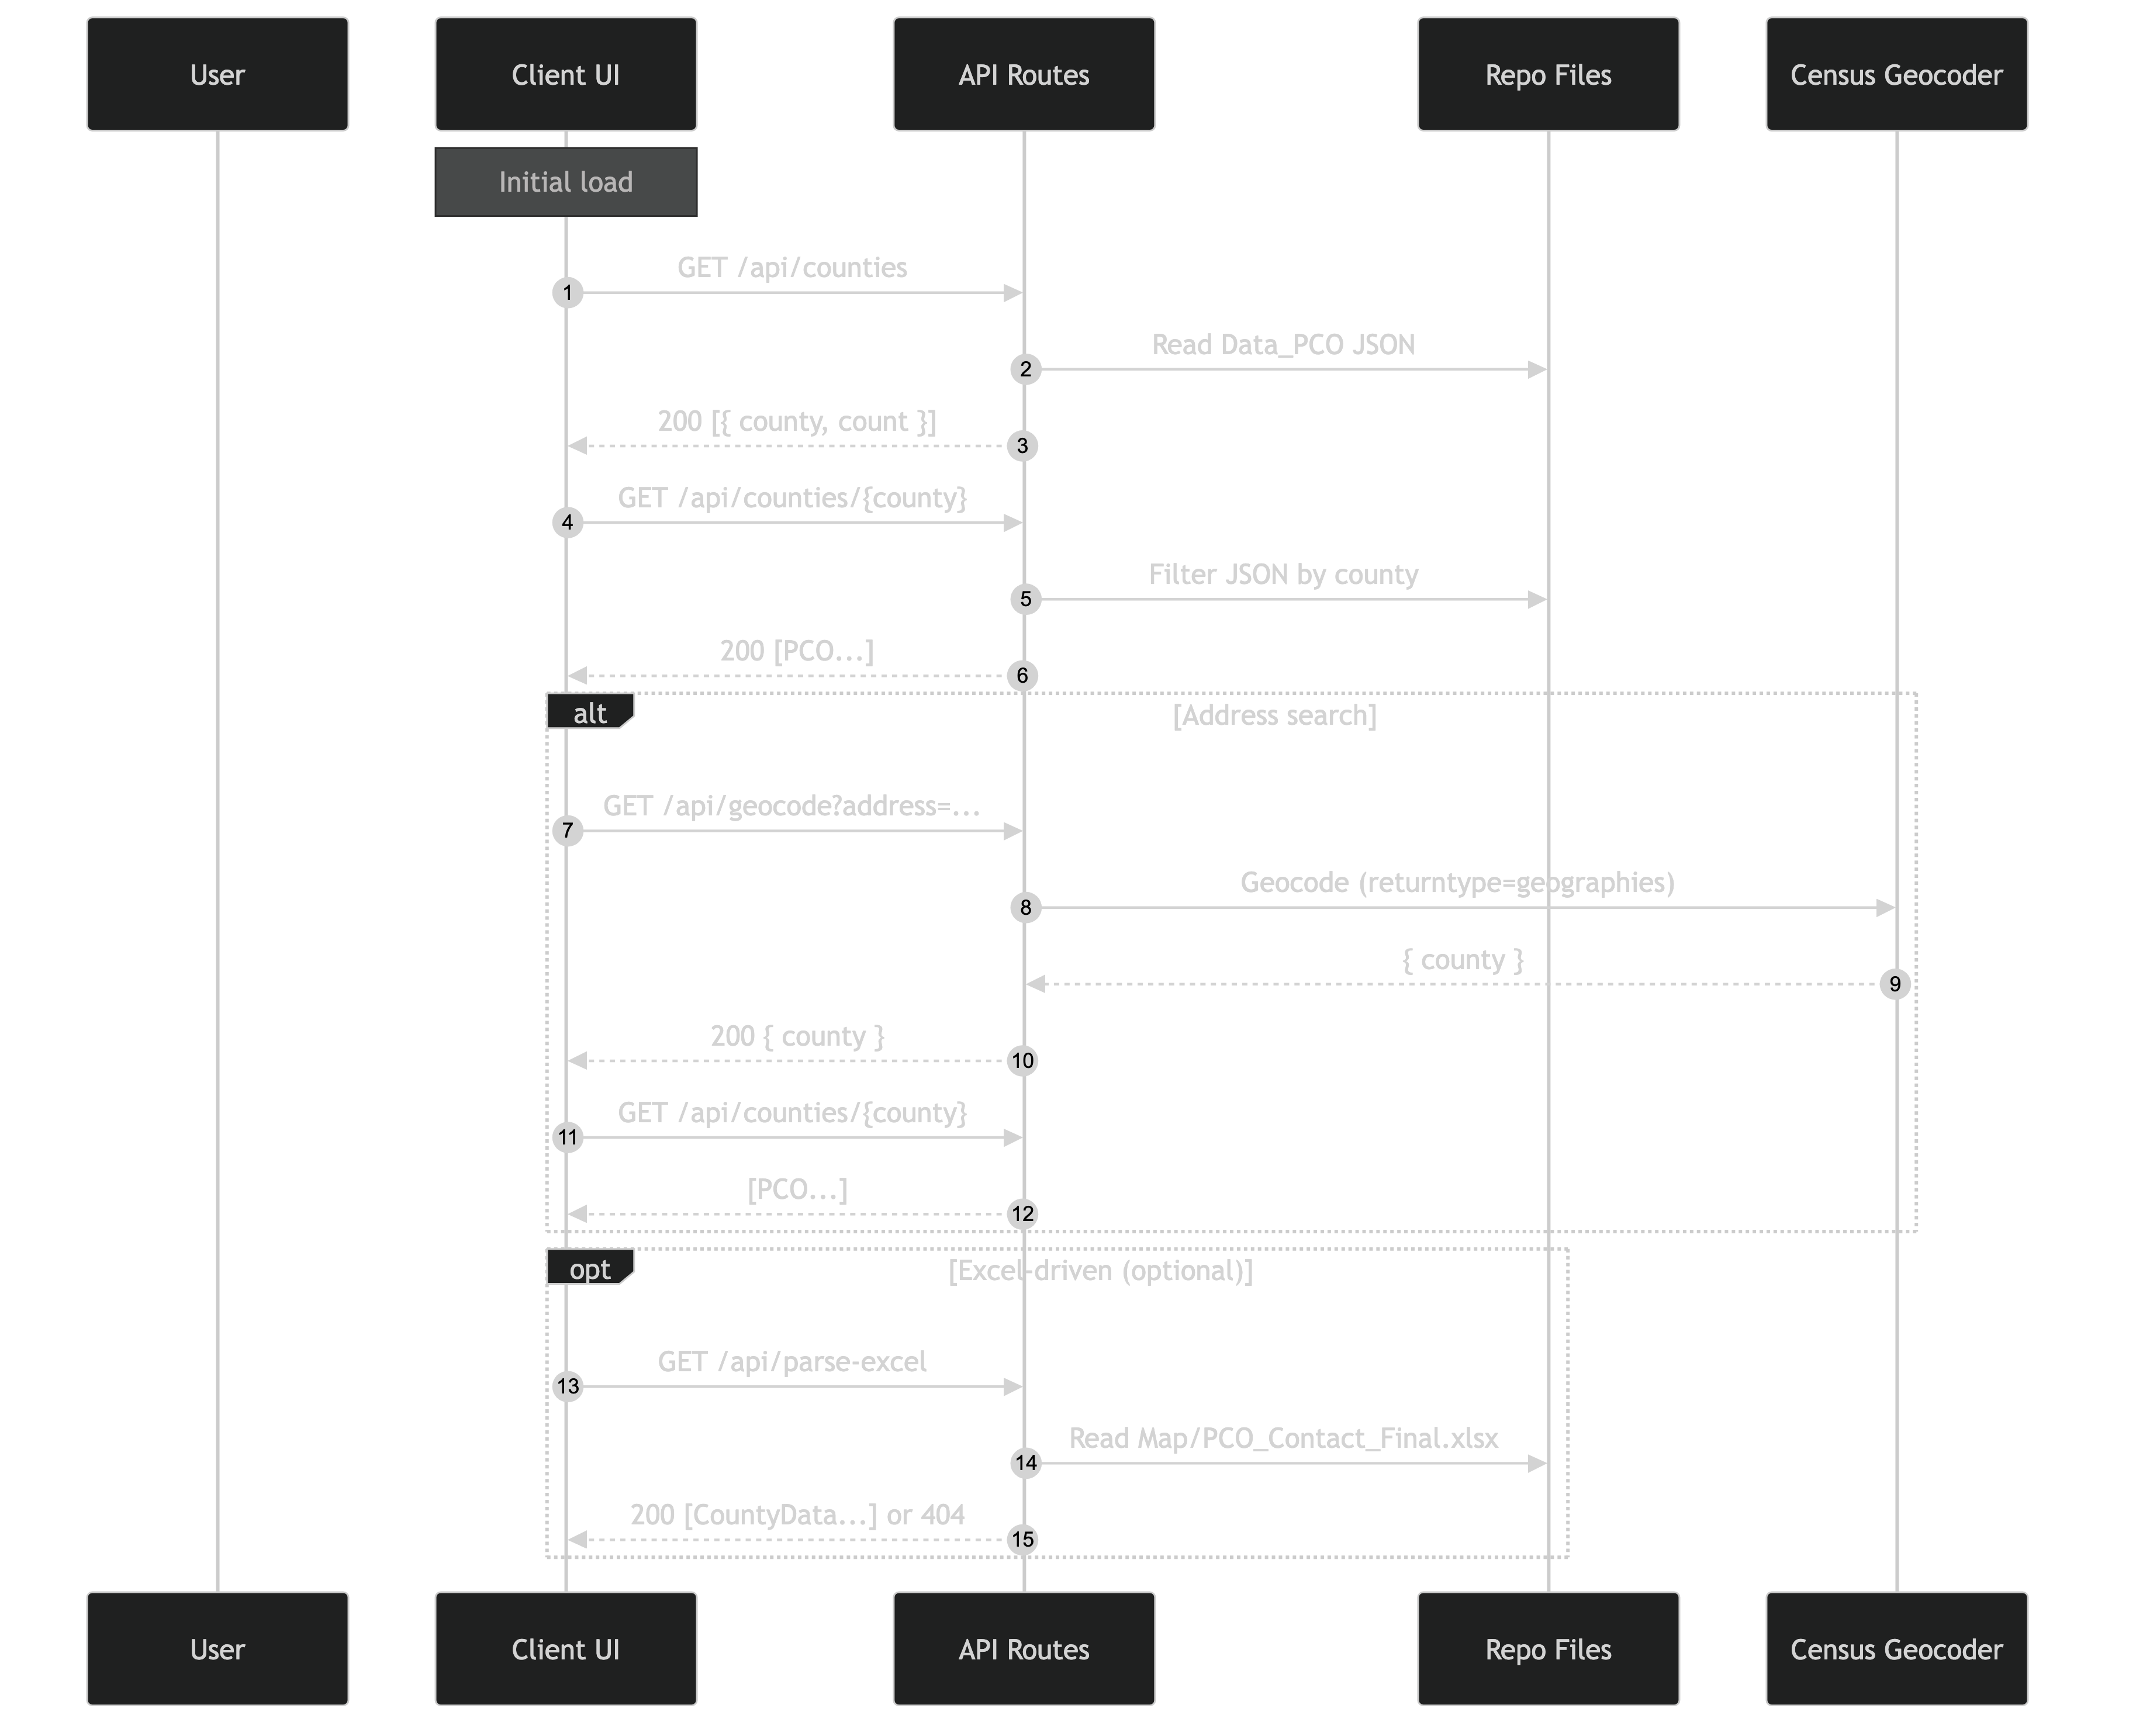 User
Client UI
API Routes
Repo Files
Census Geocoder
Initial load
GET /api/counties
1
Read Data_PCO JSON
2
200 [{ county, count }]
3
GET /api/counties/{county}
4
Filter JSON by county
5
200 [PCO...]
6
alt
[Address search]
GET /api/geocode?address=...
7
Geocode (returntype=geographies)
8
{ county }
9
200 { county }
10
GET /api/counties/{county}
11
[PCO...]
12
opt
[Excel-driven (optional)]
GET /api/parse-excel
13
Read Map/PCO_Contact_Final.xlsx
14
200 [CountyData...] or 404
15
User
Client UI
API Routes
Repo Files
Census Geocoder